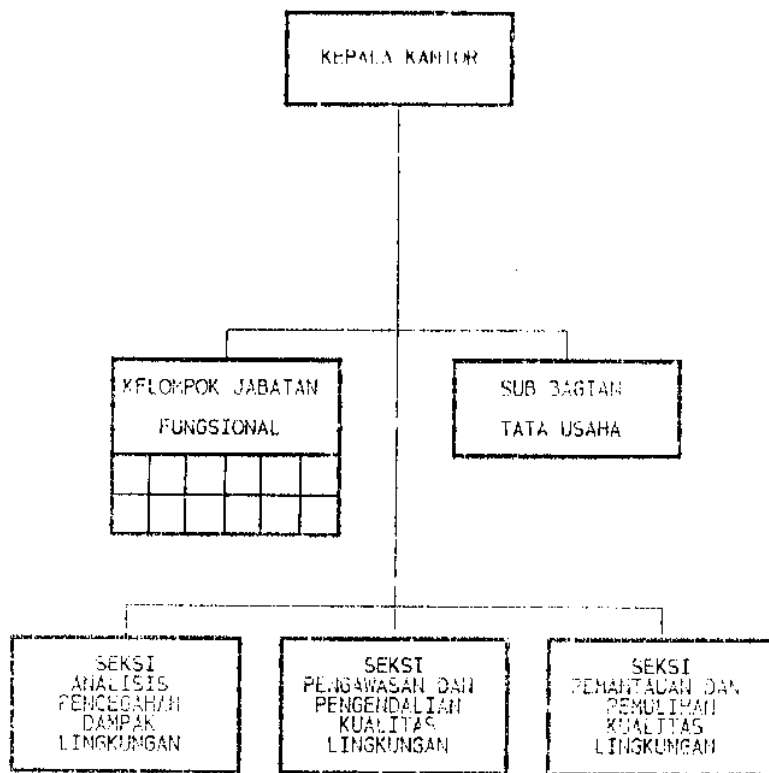 KEPALA KANTOR
KELOMPOK JABATAN
FUNGSIONAL
SUB BAGIAN
TATA USAHA
SEKSI
ANALISIS
PENCEGAHAN
DAMPAK
LINGKUNGAN
SEKSI
PENGAWASAN DAN
PENGENDALIAN
KUALITAS
LINGKUNGAN
SEKSI
PEMANTAUAN DAN
PEMULIHAN
KUALITAS
LINGKUNGAN